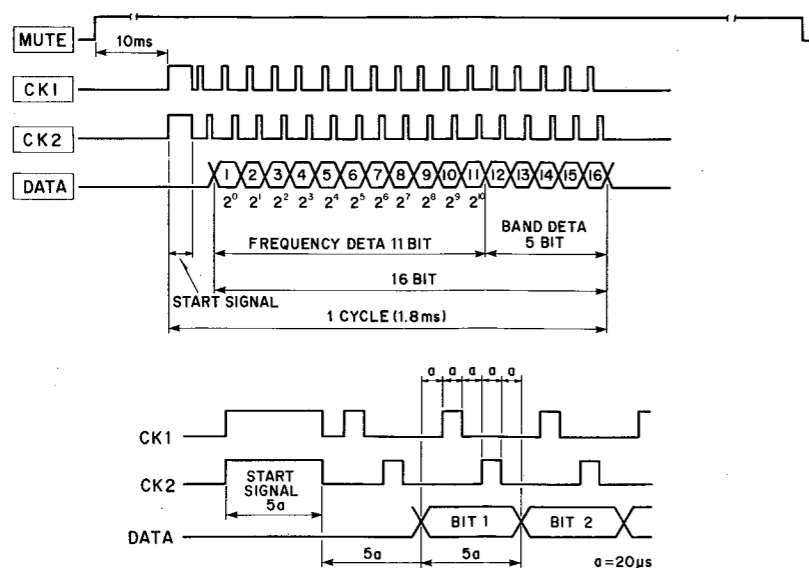 MUTE
10ms
CK1
CK2
DATA
1 2 3 4 5 6 7 8 9 10 11 12 13 14 15 16
2⁰ 2¹ 2² 2³ 2⁴ 2⁵ 2⁶ 2⁷ 2⁸ 2⁹ 2¹⁰
BAND DETA
5 BIT
FREQUENCY DETA 11 BIT
16 BIT
START SIGNAL
1 CYCLE (1.8ms)
a a a a a
CK1
CK2
START
SIGNAL
5a
DATA
BIT 1
BIT 2
5a
5a
a=20μs